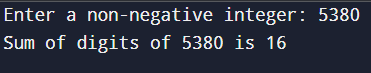 Enter a non-negative integer: 5380
Sum of digits of 5380 is 16